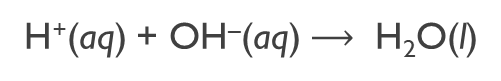 H⁺(aq) + OH⁻(aq) ⟶ H₂O(l)